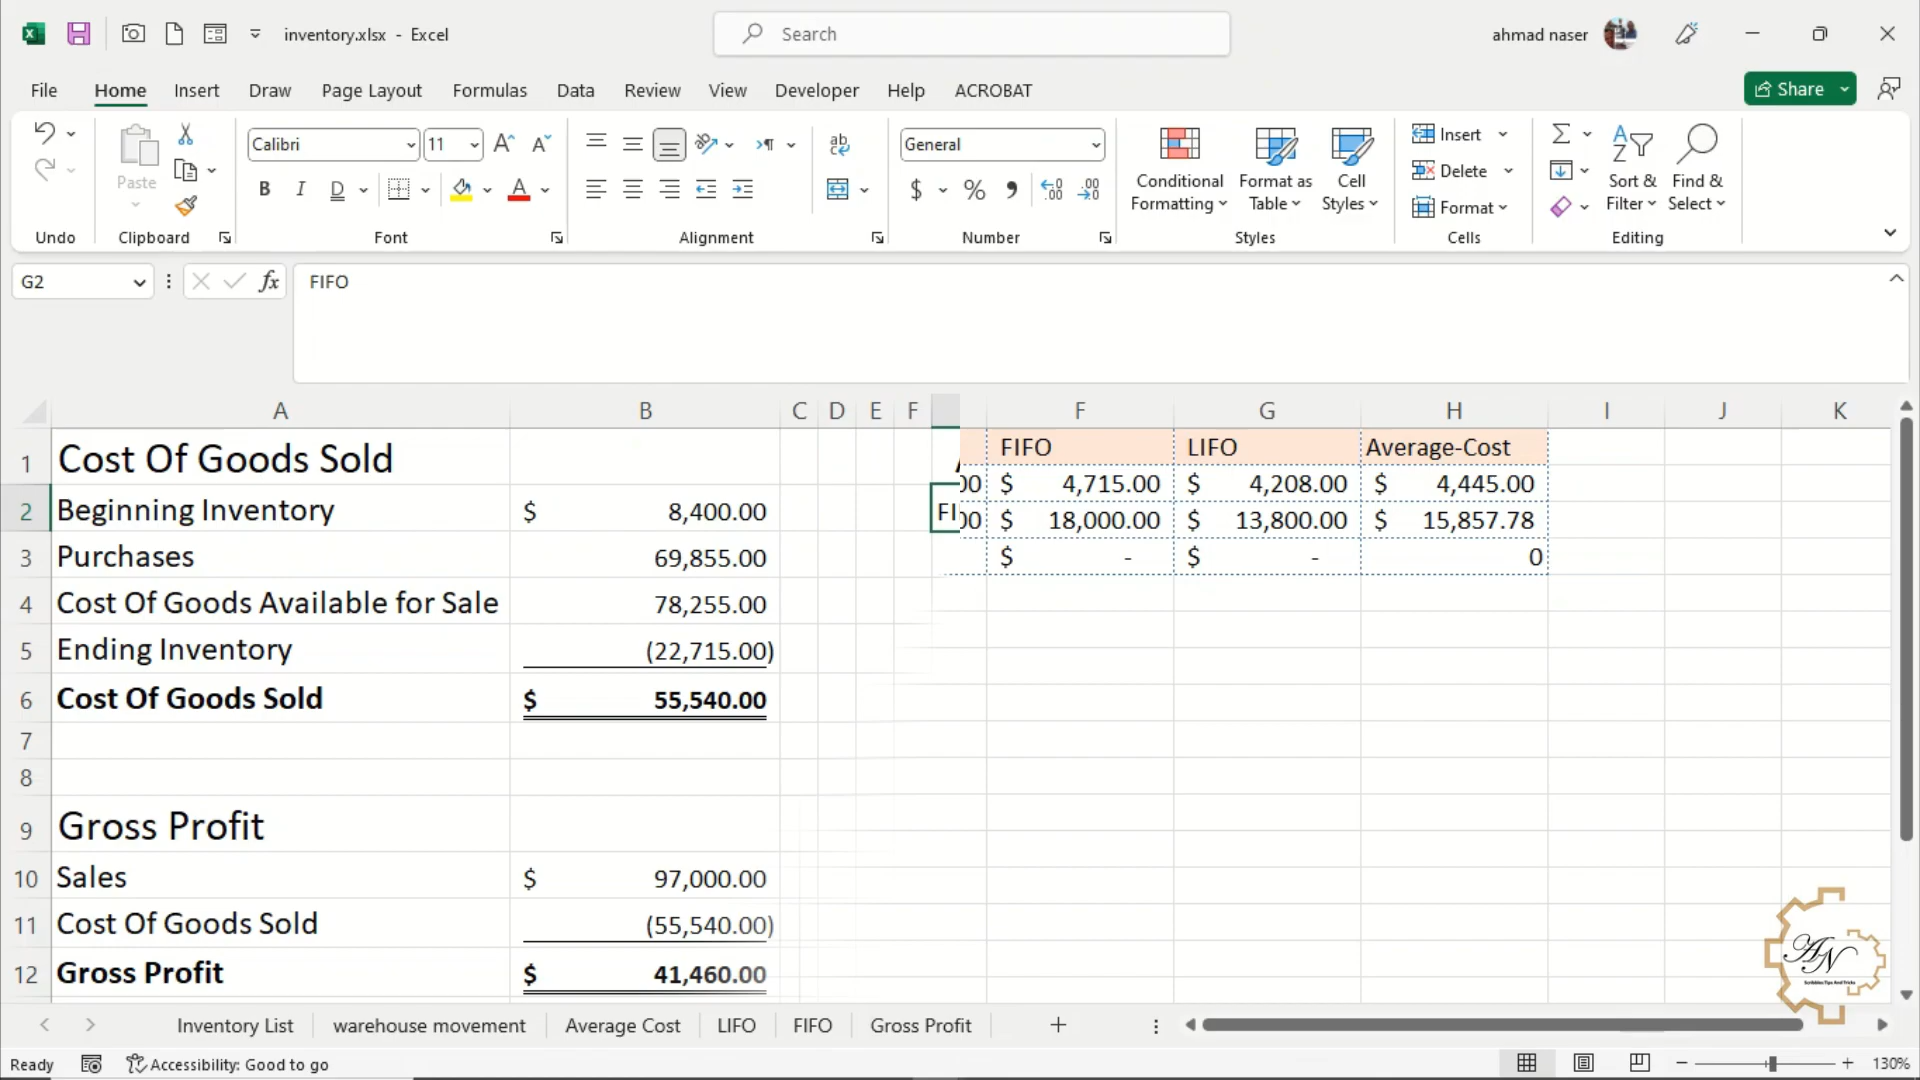 inventory.xlsx - Excel
Search
ahmad naser
File Home Insert Draw Page Layout Formulas Data Review View Developer Help ACROBAT
Share
Paste
Calibri 11
B I D
General
$ %
Conditional Formatting
Format as Table
Cell Styles
Insert
Delete
Format
Sort & Filter
Find & Select
Undo Clipboard Font Alignment Number Styles Cells Editing
G2
fx
FIFO
A B C D E F F G H I J K
1 Cost Of Goods Sold
FIFO LIFO Average-Cost
00 $ 4,715.00 $ 4,208.00 $ 4,445.00
2 Beginning Inventory $ 8,400.00
FI
00 $ 18,000.00 $ 13,800.00 $ 15,857.78
3 Purchases 69,855.00
$ - $ - 0
4 Cost Of Goods Available for Sale 78,255.00
5 Ending Inventory (22,715.00)
6 Cost Of Goods Sold $ 55,540.00
7
8
9 Gross Profit
10 Sales $ 97,000.00
11 Cost Of Goods Sold (55,540.00)
12 Gross Profit $ 41,460.00
AN
Inventory List warehouse movement Average Cost LIFO FIFO Gross Profit
Ready Accessibility: Good to go 130%